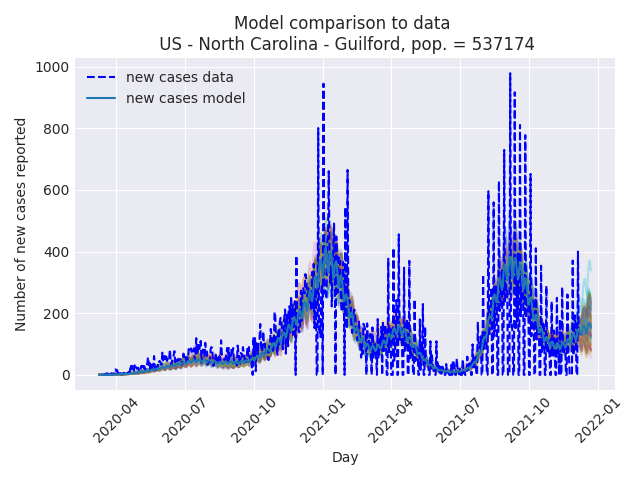 Model comparison to data
US - North Carolina - Guilford, pop. = 537174
new cases data
new cases model
Number of new cases reported
1000
800
600
400
200
0
2020-04
2020-07
2020-10
2021-01
2021-04
2021-07
2021-10
2022-01
Day